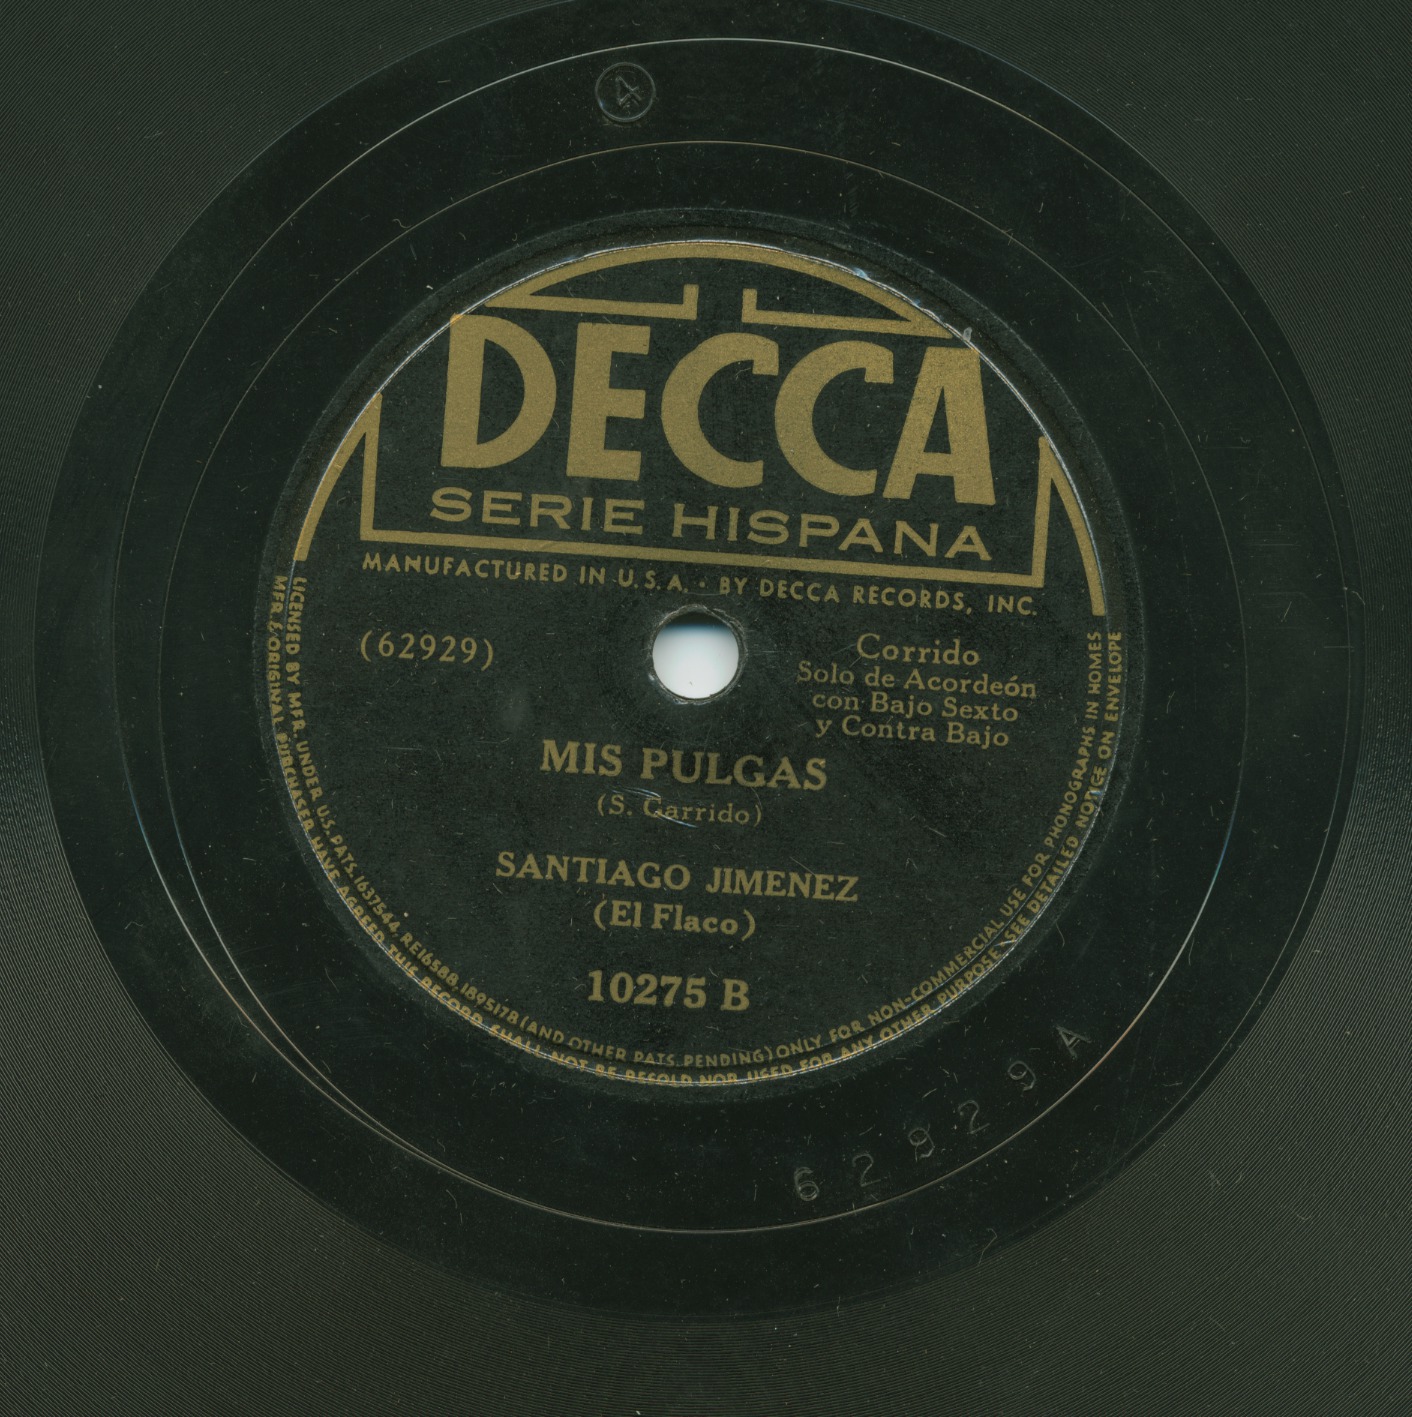 4
DECCA
SERIE HISPANA
MANUFACTURED IN U.S.A. · BY DECCA RECORDS, INC.
(62929)
Corrido
Solo de Acordeón
con Bajo Sexto
y Contra Bajo
MIS PULGAS
(S. Garrido)
SANTIAGO JIMENEZ
(El Flaco)
10275 B
LICENSED BY MFR. UNDER U.S. PATS. 1637544, RE16588, 1895178 (AND OTHER PATS. PENDING) ONLY FOR NON-COMMERCIAL USE FOR PHONOGRAPHS IN HOMES
MFR. & ORIGINAL PURCHASER HAVE AGREED THIS RECORD SHALL NOT BE RESOLD NOR USED FOR ANY OTHER PURPOSE. SEE DETAILED NOTICE ON ENVELOPE
62929A